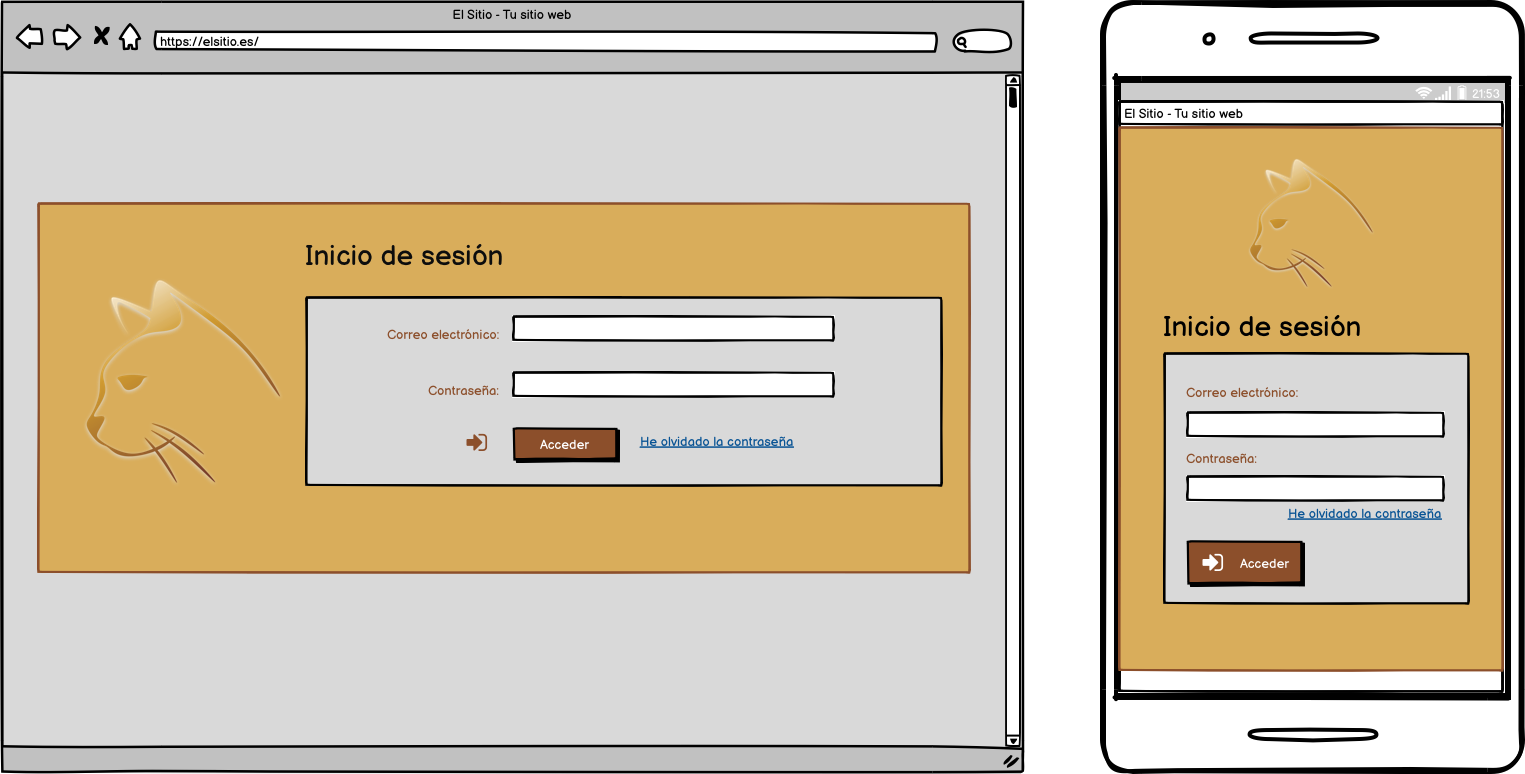 El Sitio - Tu sitio web
https://elsitio.es/
Inicio de sesión
Correo electrónico:
Contraseña:
Acceder
He olvidado la contraseña
21:53
El Sitio - Tu sitio web
Inicio de sesión
Correo electrónico:
Contraseña:
He olvidado la contraseña
Acceder